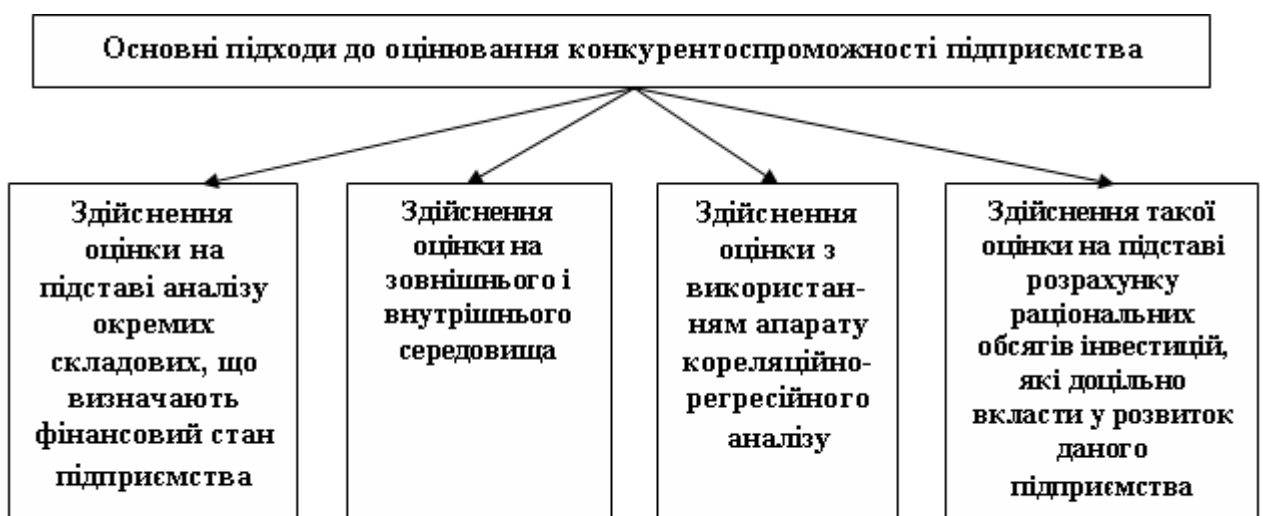 Основні підходи до оцінювання конкурентоспроможності підприємства
Здійснення
оцінки на
підставі аналізу
окремих
складових, що
визначають
фінансовий стан
підприємства
Здійснення
оцінки на
зовнішнього і
внутрішнього
середовища
Здійснення
оцінки з
використан-
ням апарату
кореляційно-
регресійного
аналізу
Здійснення такої
оцінки на підставі
розрахунку
раціональних
обсягів інвестицій,
які доцільно
вкласти у розвиток
даного
підприємства